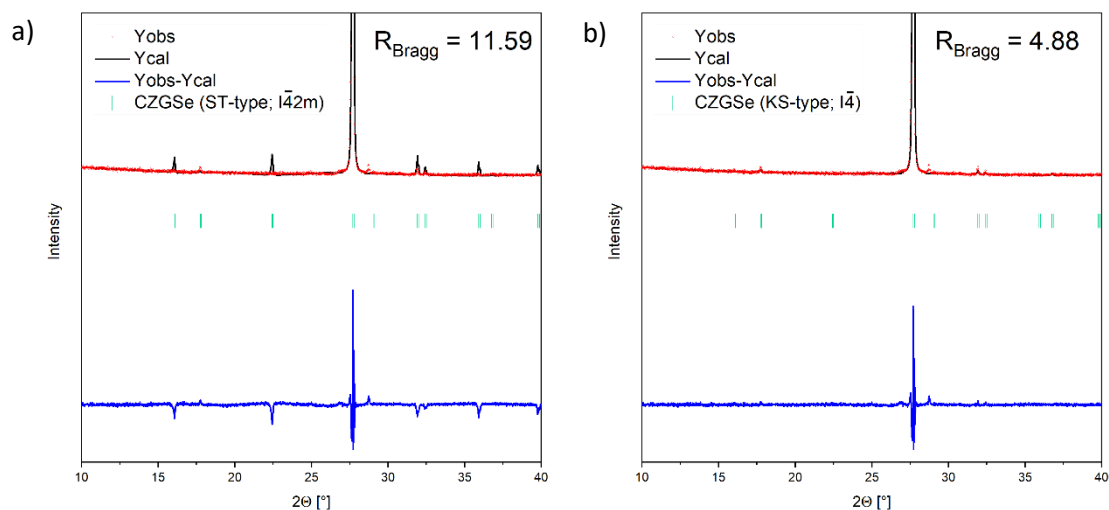 a)
Yobs
Ycal
Yobs-Ycal
CZGSe (ST-type; I4̄2m)
R_Bragg = 11.59
Intensity
10 15 20 25 30 35 40
2Θ [°]
b)
Yobs
Ycal
Yobs-Ycal
CZGSe (KS-type; I4̄)
R_Bragg = 4.88
Intensity
10 15 20 25 30 35 40
2Θ [°]